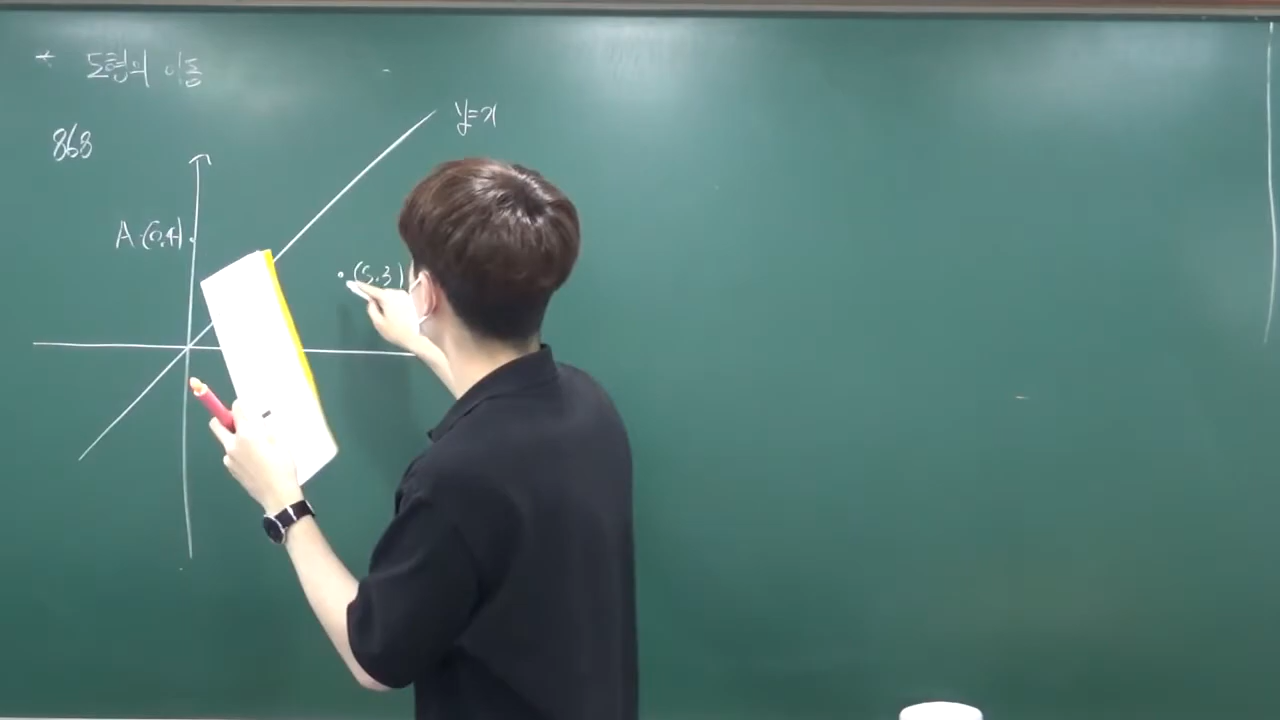 * 도형의 이동
868
y=x
A (0,4)
(5,3)